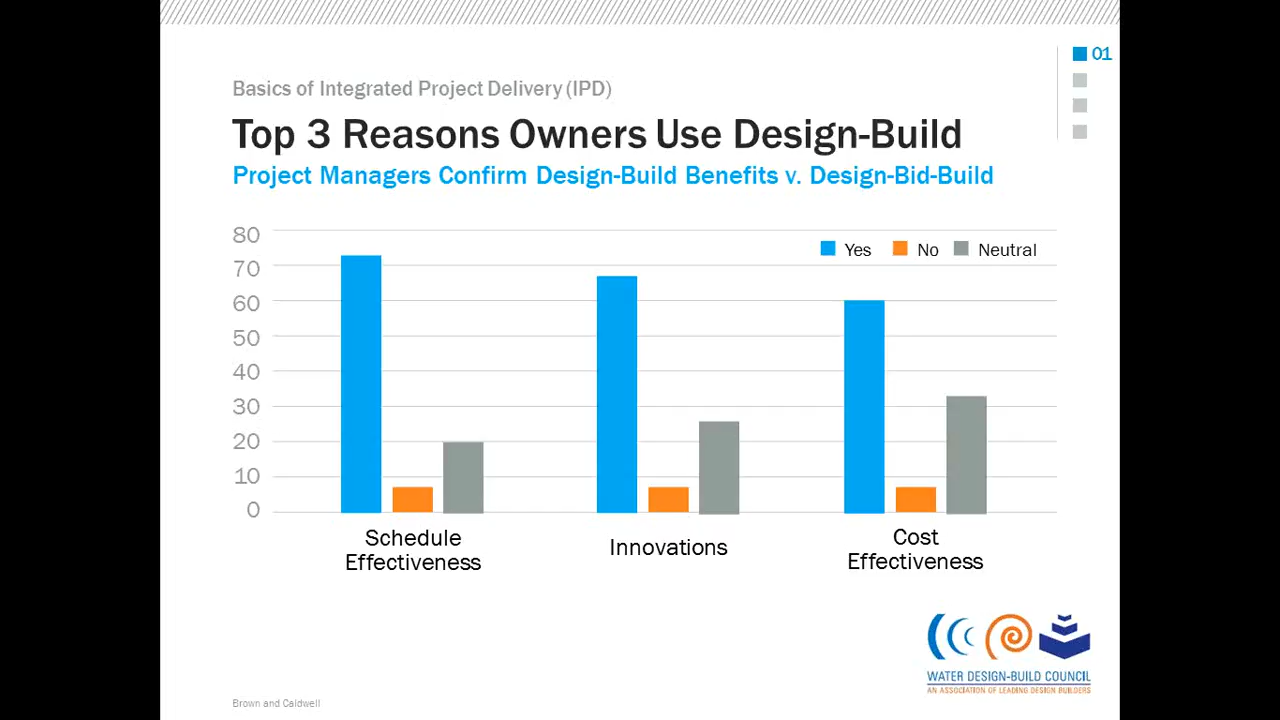 01
Basics of Integrated Project Delivery (IPD)
Top 3 Reasons Owners Use Design-Build
Project Managers Confirm Design-Build Benefits v. Design-Bid-Build
80
70
60
50
40
30
20
10
0
Yes No Neutral
Schedule
Effectiveness
Innovations
Cost
Effectiveness
WATER DESIGN-BUILD COUNCIL
AN ASSOCIATION OF LEADING DESIGN BUILDERS
Brown and Caldwell